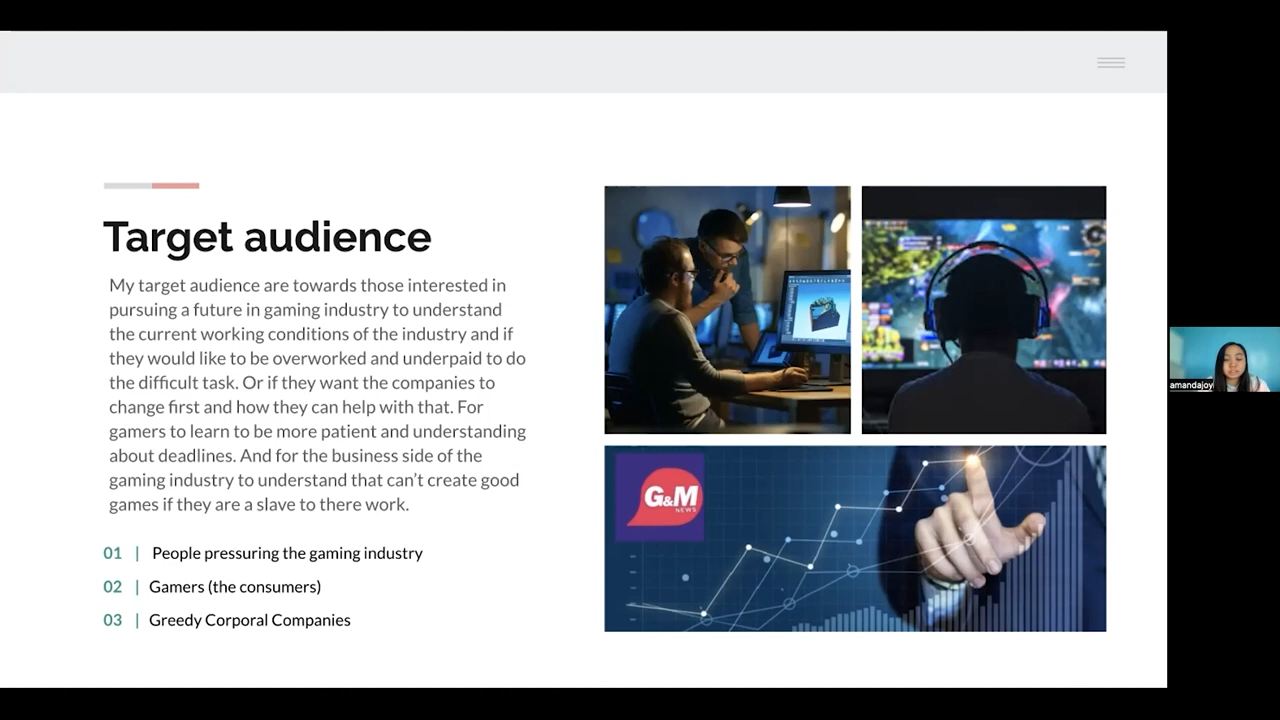 Target audience
My target audience are towards those interested in
pursuing a future in gaming industry to understand
the current working conditions of the industry and if
they would like to be overworked and underpaid to do
the difficult task. Or if they want the companies to
change first and how they can help with that. For
gamers to learn to be more patient and understanding
about deadlines. And for the business side of the
gaming industry to understand that can’t create good
games if they are a slave to there work.
01 | People pressuring the gaming industry
02 | Gamers (the consumers)
03 | Greedy Corporal Companies
G&M
NEWS
amandajoy